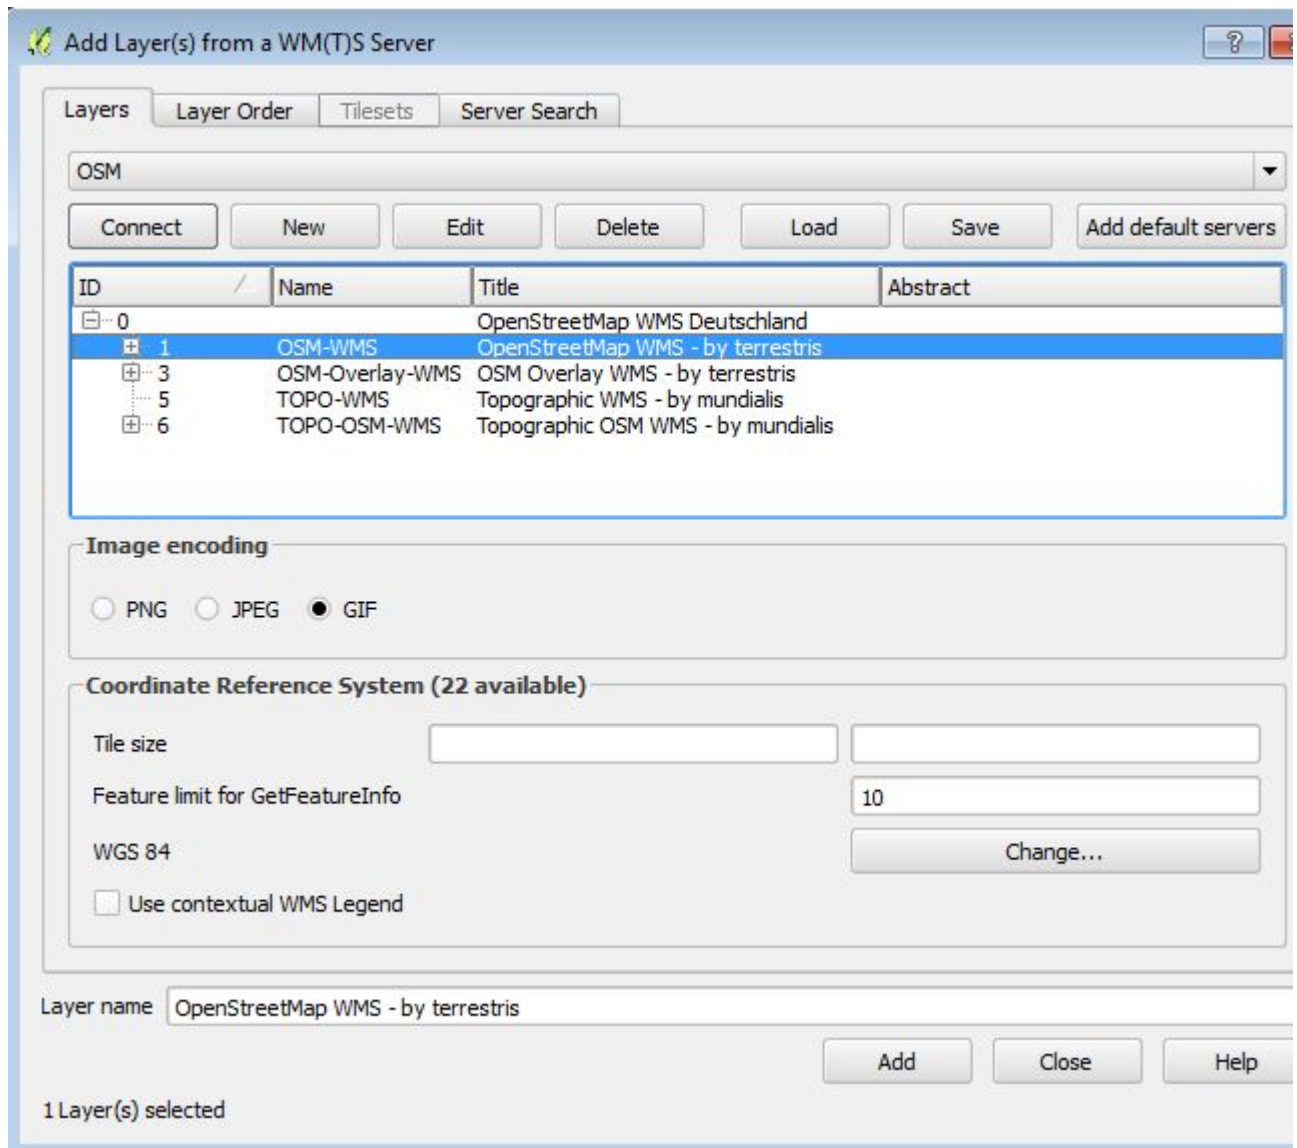 Add Layer(s) from a WM(T)S Server ?
Layers Layer Order Tilesets Server Search
OSM
Connect New Edit Delete Load Save Add default servers
ID Name Title Abstract
0 OpenStreetMap WMS Deutschland
1 OSM-WMS OpenStreetMap WMS - by terrestris
3 OSM-Overlay-WMS OSM Overlay WMS - by terrestris
5 TOPO-WMS Topographic WMS - by mundialis
6 TOPO-OSM-WMS Topographic OSM WMS - by mundialis
Image encoding
PNG JPEG GIF
Coordinate Reference System (22 available)
Tile size
Feature limit for GetFeatureInfo 10
WGS 84 Change...
Use contextual WMS Legend
Layer name OpenStreetMap WMS - by terrestris
Add Close Help
1 Layer(s) selected